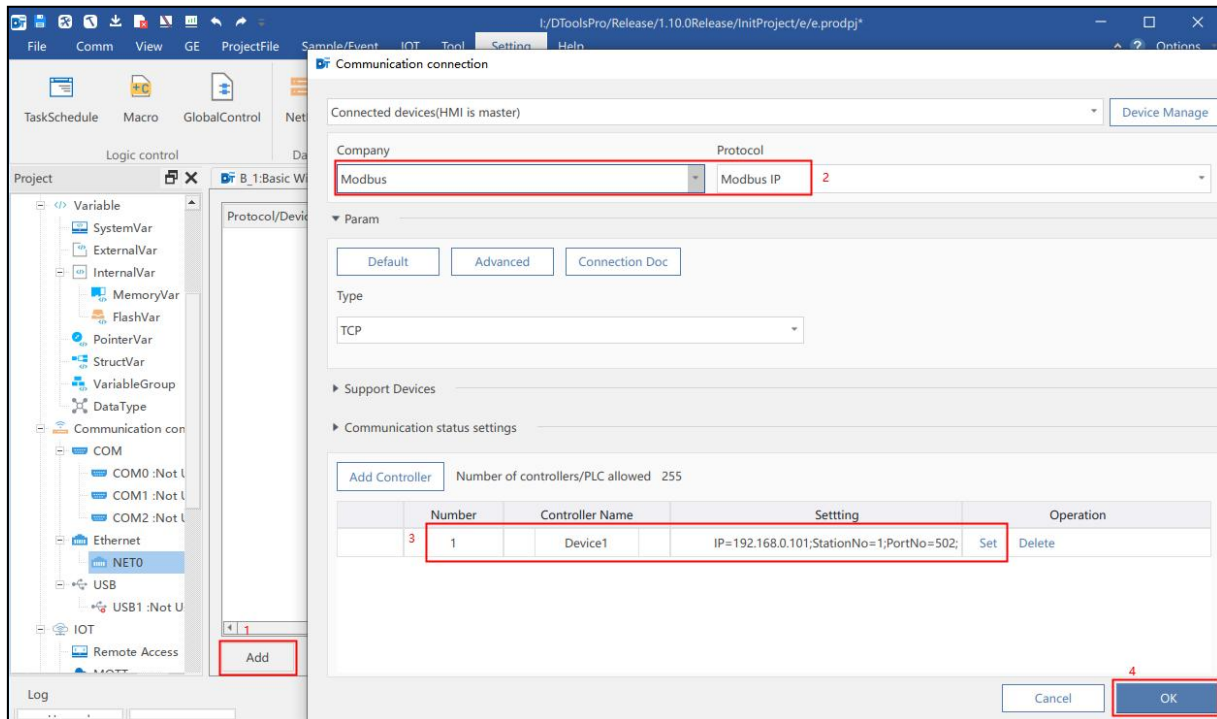 I:/DToolsPro/Release/1.10.0Release/InitProject/e/e.prodpj*
File Comm View GE ProjectFile Sample/Event IOT Tool Setting Help Options
TaskSchedule Macro GlobalControl Net
Logic control Da
Project
B_1:Basic Wi
Protocol/Devic
Variable
SystemVar
ExternalVar
InternalVar
MemoryVar
FlashVar
PointerVar
StructVar
VariableGroup
DataType
Communication con
COM
COM0 :Not U
COM1 :Not U
COM2 :Not U
Ethernet
NET0
USB
USB1 :Not U
IOT
Remote Access
1
Add
Log
Communication connection
Connected devices(HMI is master) Device Manage
Company Protocol
Modbus Modbus IP 2
Param
Default Advanced Connection Doc
Type
TCP
Support Devices
Communication status settings
Add Controller Number of controllers/PLC allowed 255
Number Controller Name Settting Operation
3 1 Device1 IP=192.168.0.101;StationNo=1;PortNo=502; Set Delete
4
Cancel OK